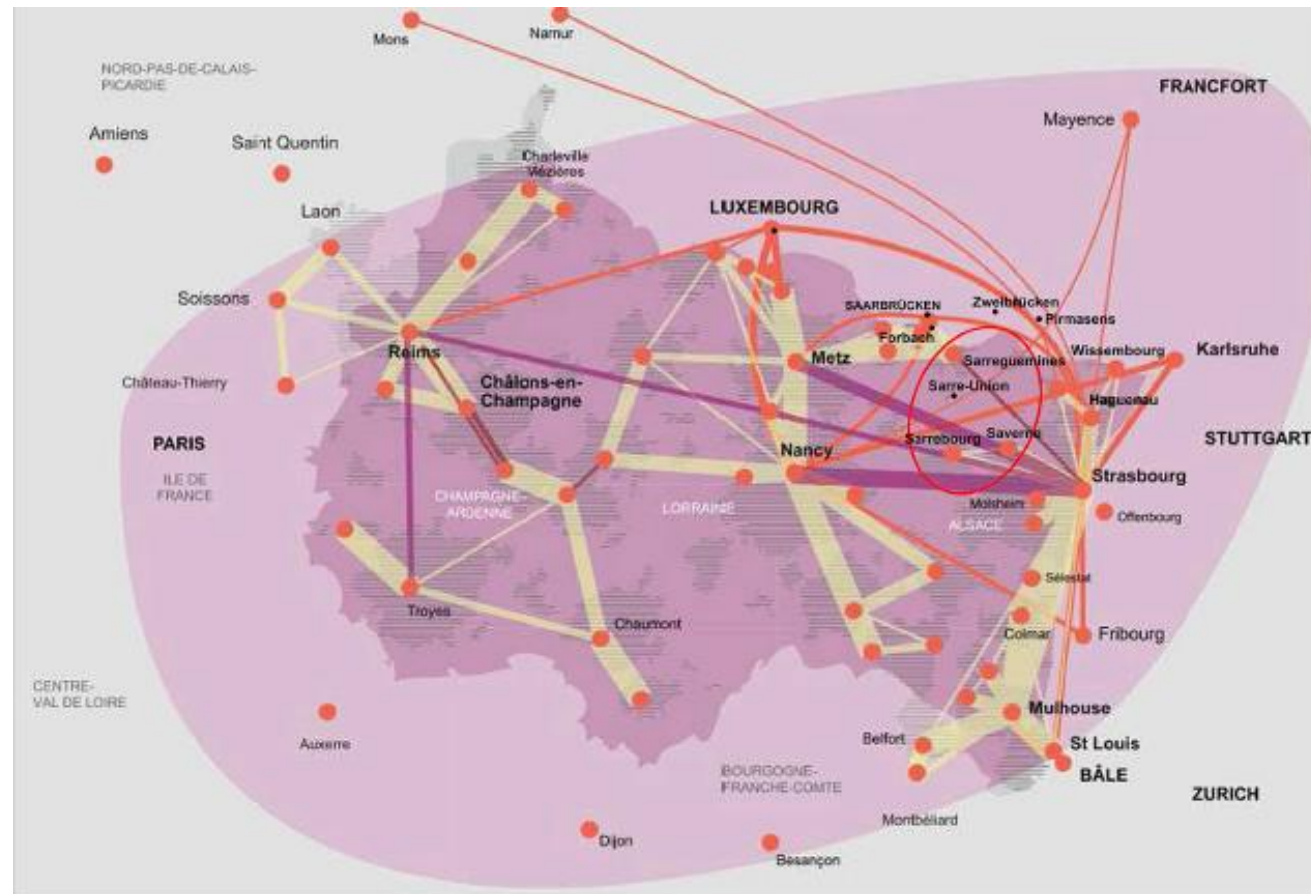 Mons
Namur
NORD-PAS-DE-CALAIS-
PICARDIE
FRANCFORT
Mayence
Amiens
Saint Quentin
Charleville
Mézières
Laon
LUXEMBOURG
Soissons
SAARBRÜCKEN
Zweibrücken
Pirmasens
Forbach
Reims
Metz
Sarreguemines
Wissembourg
Karlsruhe
Château-Thierry
Châlons-en-
Champagne
Sarre-Union
Haguenau
PARIS
ILE DE
FRANCE
Nancy
Sarrebourg
Saverne
STUTTGART
Strasbourg
CHAMPAGNE-
ARDENNE
LORRAINE
ALSACE
Molsheim
Offenbourg
Sélestat
Troyes
Chaumont
Colmar
Fribourg
CENTRE-
VAL DE LOIRE
Auxerre
Mulhouse
Belfort
St Louis
BÂLE
BOURGOGNE-
FRANCHE-COMTE
ZURICH
Montbéliard
Dijon
Besançon